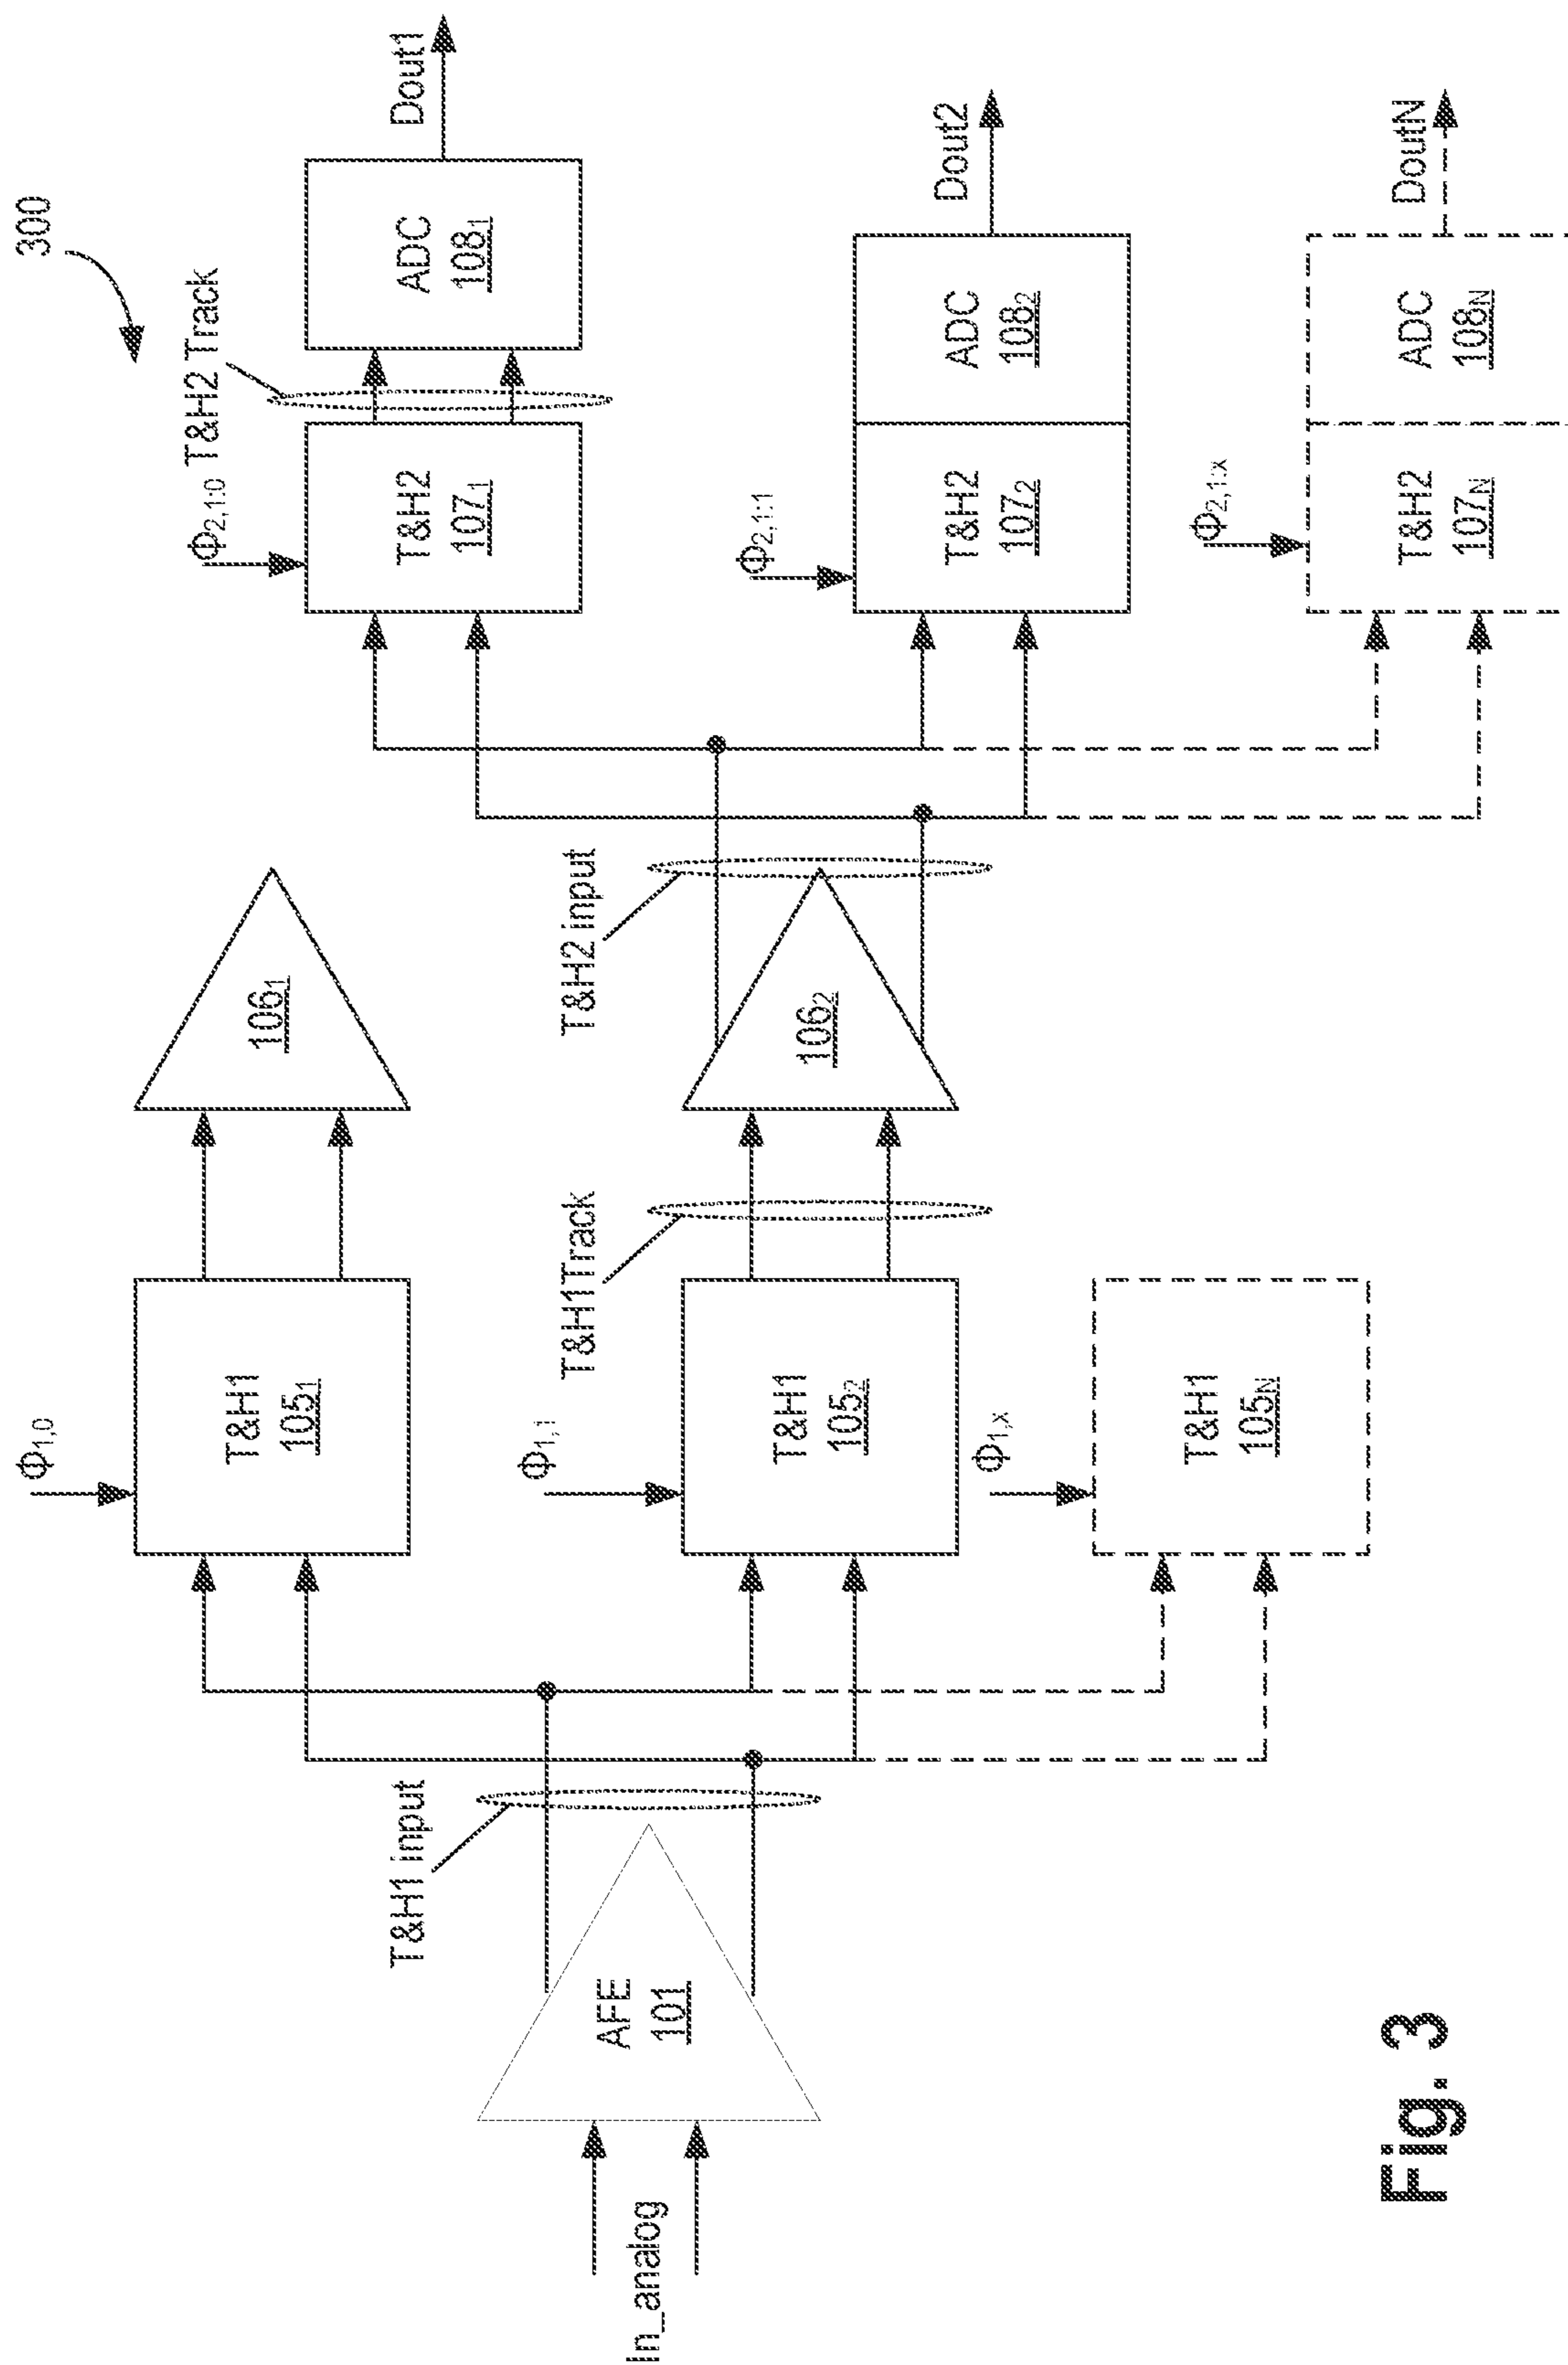 300
Φ1,0
T&H1
1051
1061
Φ2,1:0
T&H2 Track
T&H2
1071
ADC
1081
Dout1
In_analog
AFE
101
T&H1 input
Φ1,1
T&H1
1052
T&H1Track
1062
T&H2 input
Φ2,1:1
T&H2
1072
ADC
1082
Dout2
Φ1,x
T&H1
105N
Φ2,1:x
T&H2
107N
ADC
108N
DoutN
Fig. 3